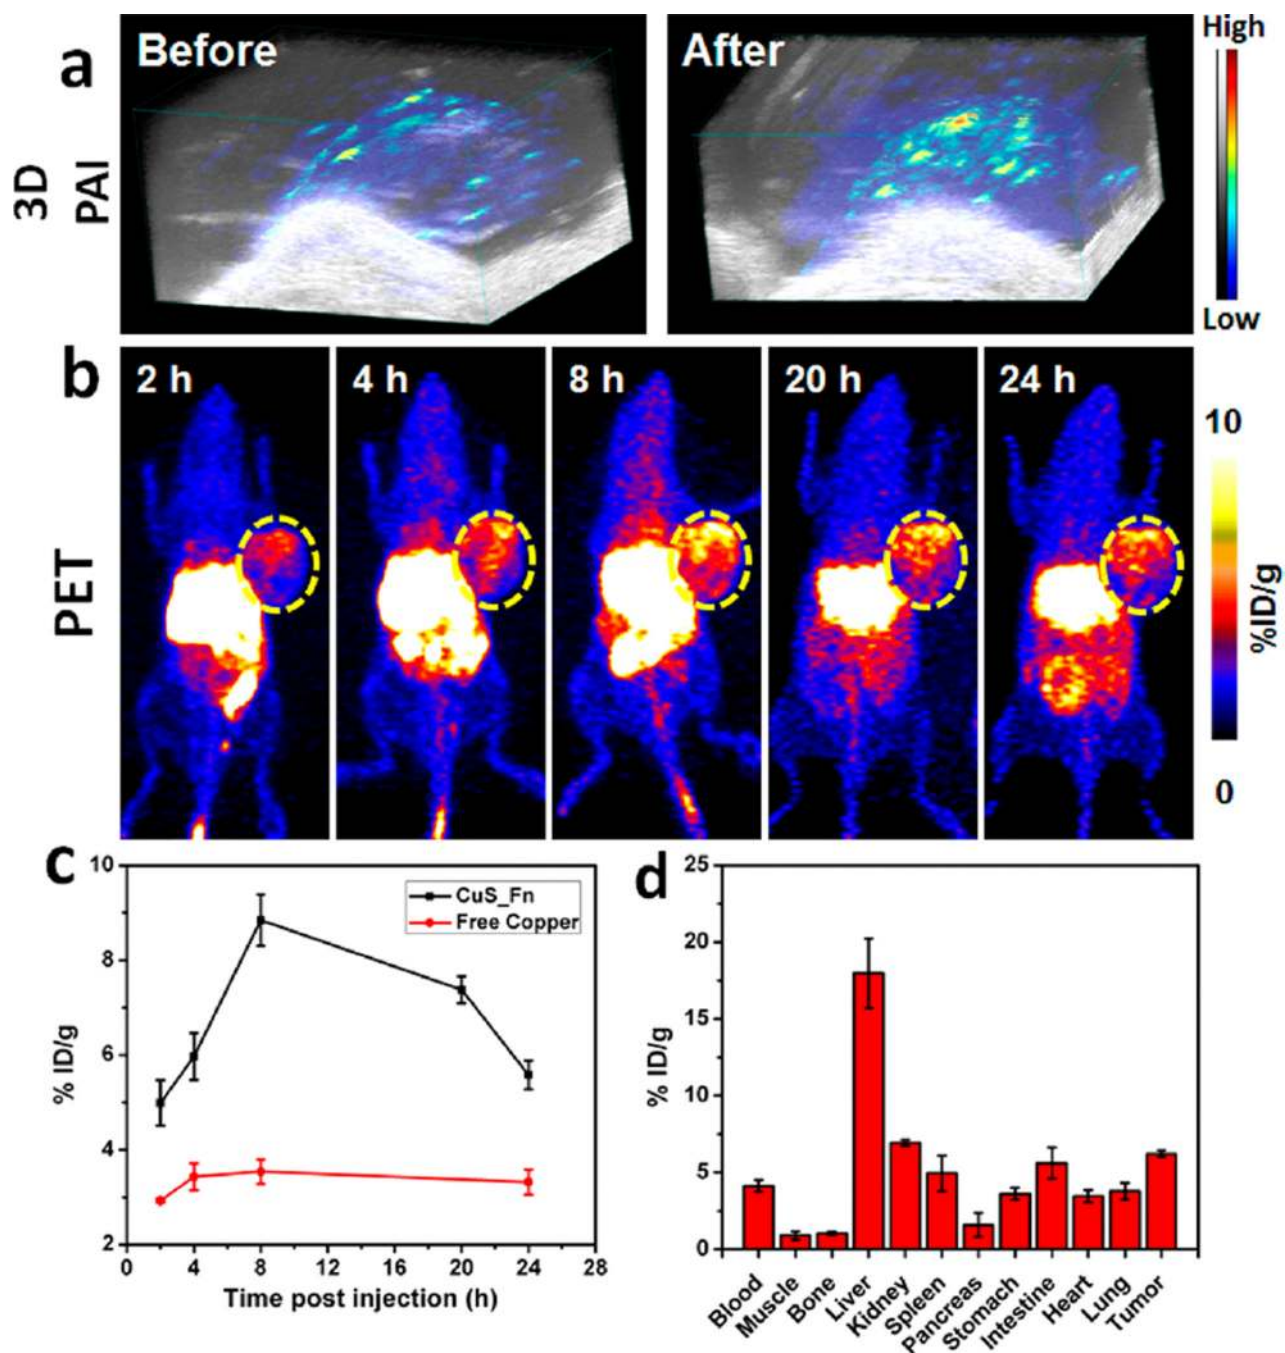 a
Before
After
High
Low
3D
PAI
b
2 h
4 h
8 h
20 h
24 h
PET
10
%ID/g
0
c
10
8
6
4
2
% ID/g
CuS_Fn
Free Copper
0
4
8
12
16
20
24
28
Time post injection (h)
d
25
20
15
10
5
0
% ID/g
Blood
Muscle
Bone
Liver
Kidney
Spleen
Pancreas
Stomach
Intestine
Heart
Lung
Tumor